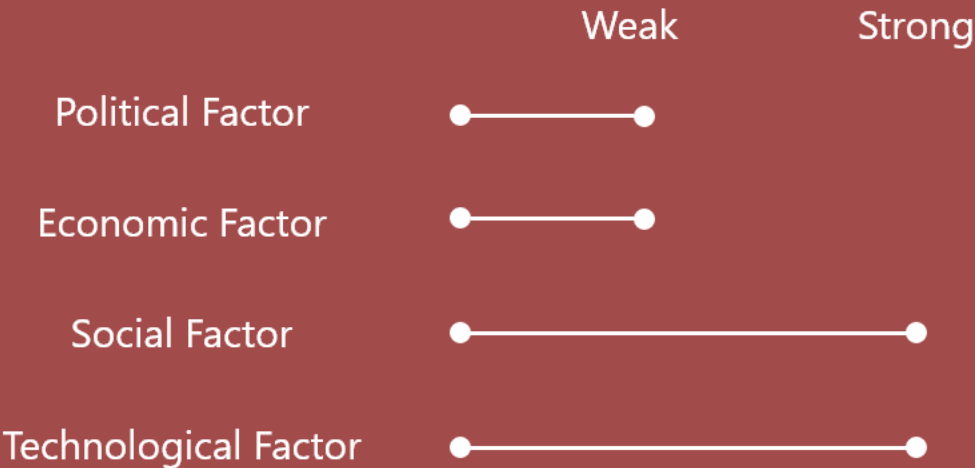 Weak Strong
Political Factor
Economic Factor
Social Factor
Technological Factor